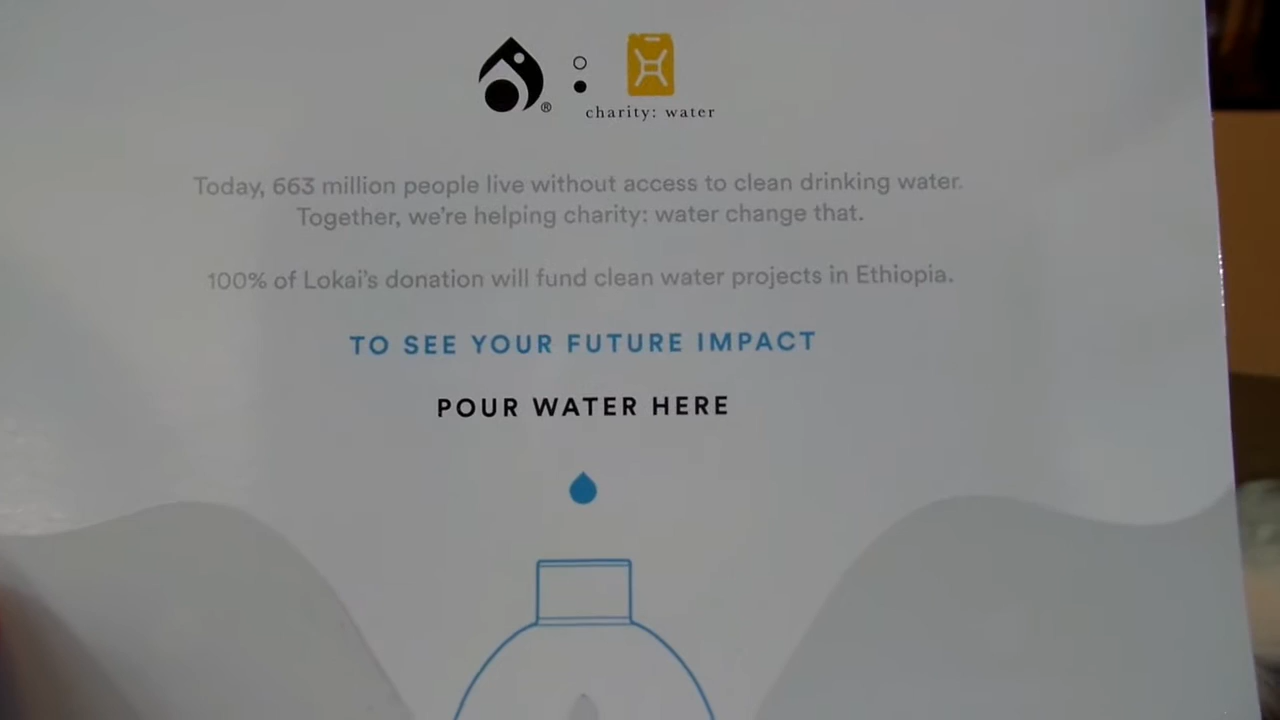 ®
charity: water
Today, 663 million people live without access to clean drinking water.
Together, we're helping charity: water change that.
100% of Lokai's donation will fund clean water projects in Ethiopia.
TO SEE YOUR FUTURE IMPACT
POUR WATER HERE